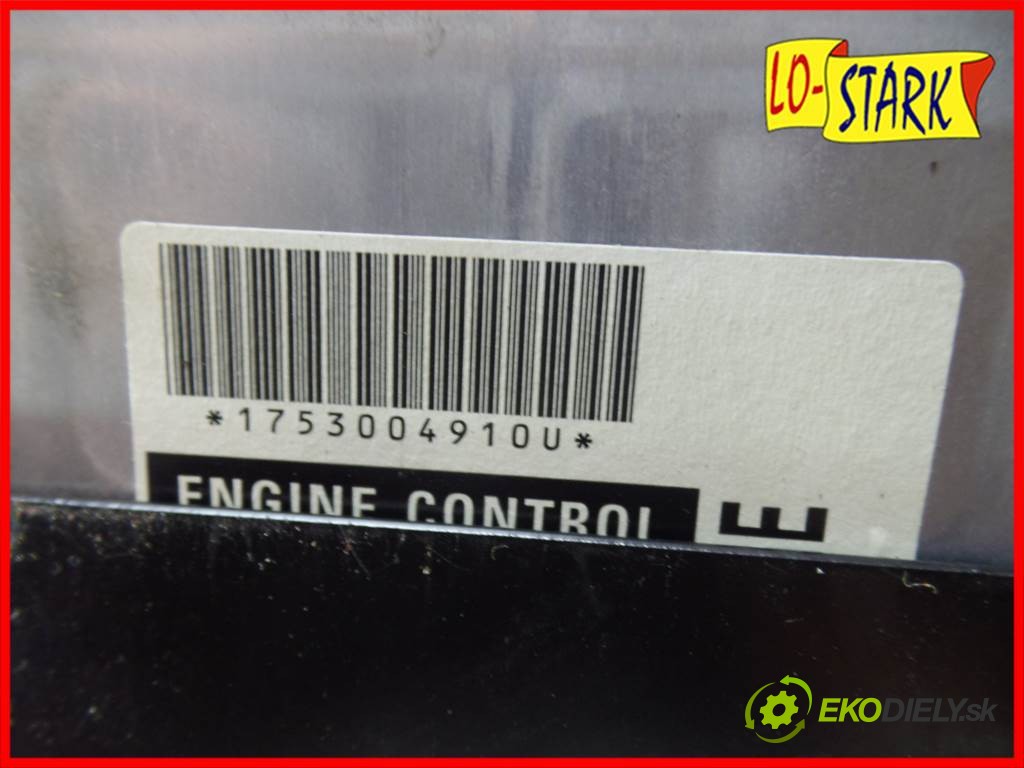 LO-STARK
*1753004910U*
ENGINE CONTROL
E
EKODIELY.sk